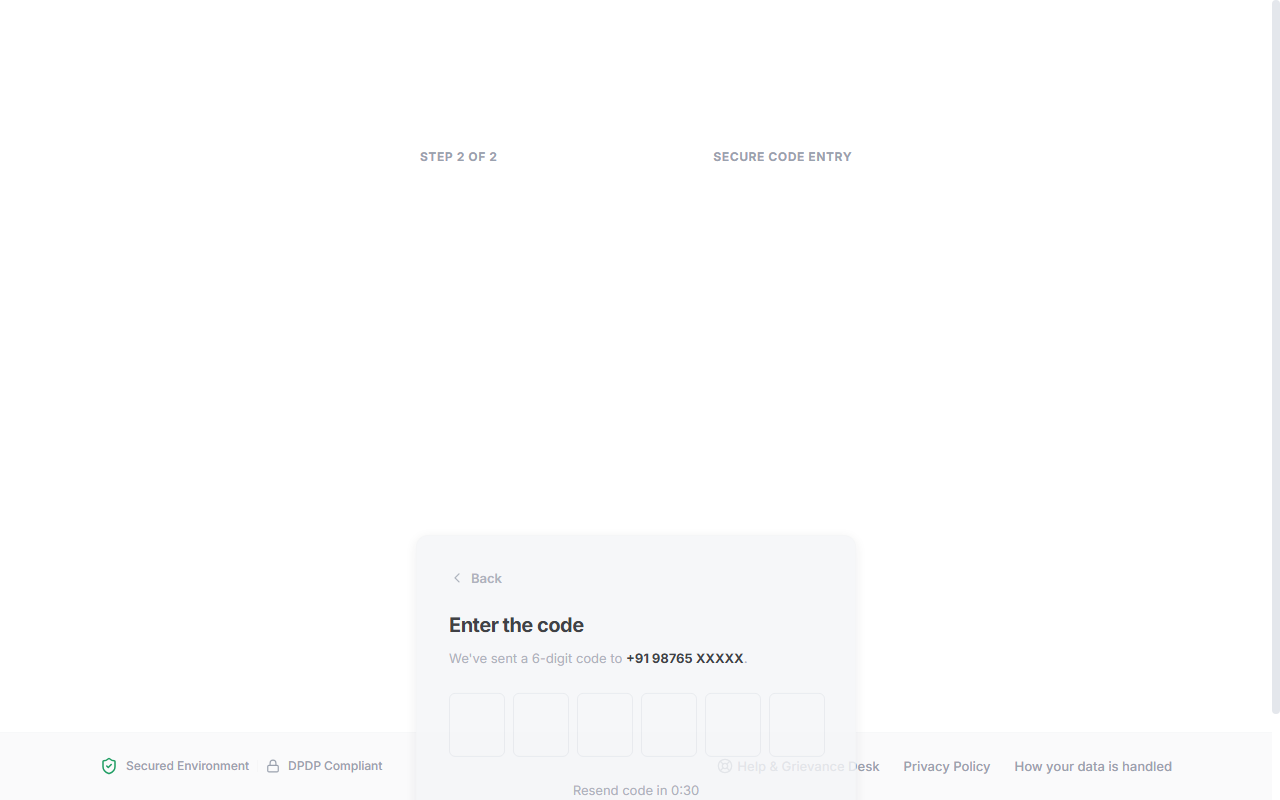 STEP 2 OF 2 SECURE CODE ENTRY
Back
Enter the code
We've sent a 6-digit code to +91 98765 XXXXX.
Secured Environment DPDP Compliant Help & Grievance Desk Privacy Policy How your data is handled
Resend code in 0:30